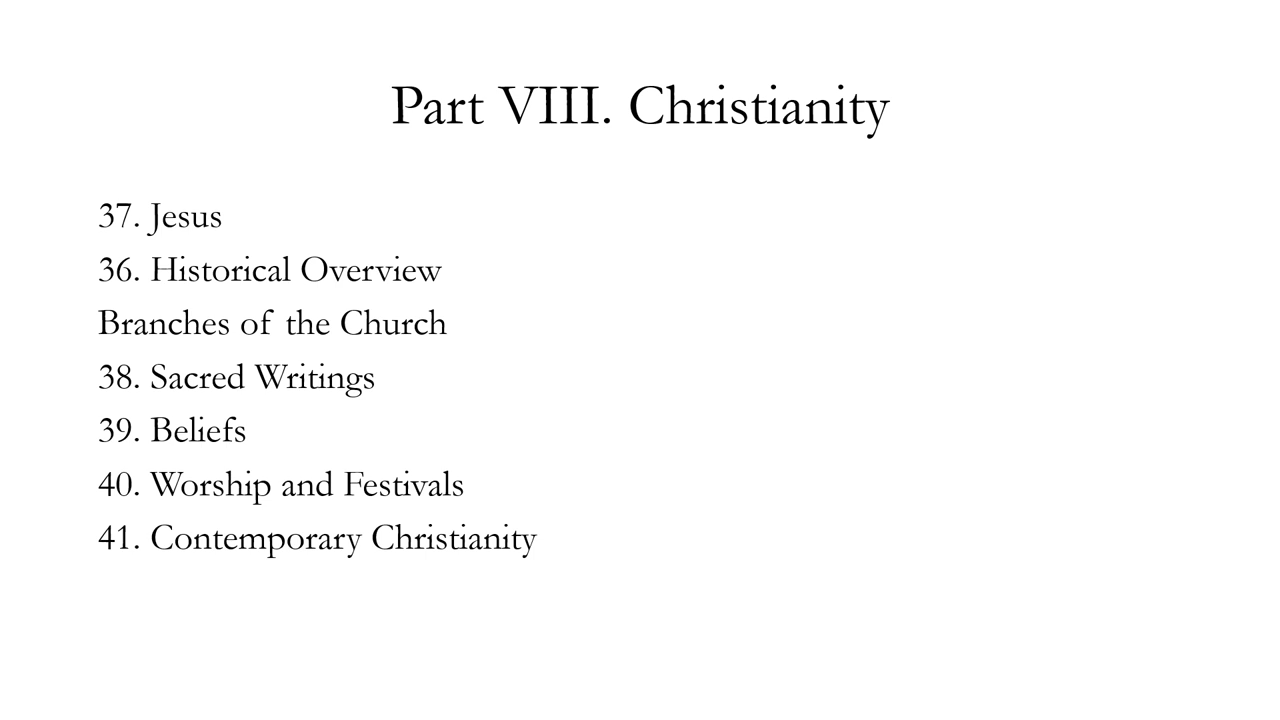 Part VIII. Christianity
37. Jesus
36. Historical Overview
Branches of the Church
38. Sacred Writings
39. Beliefs
40. Worship and Festivals
41. Contemporary Christianity